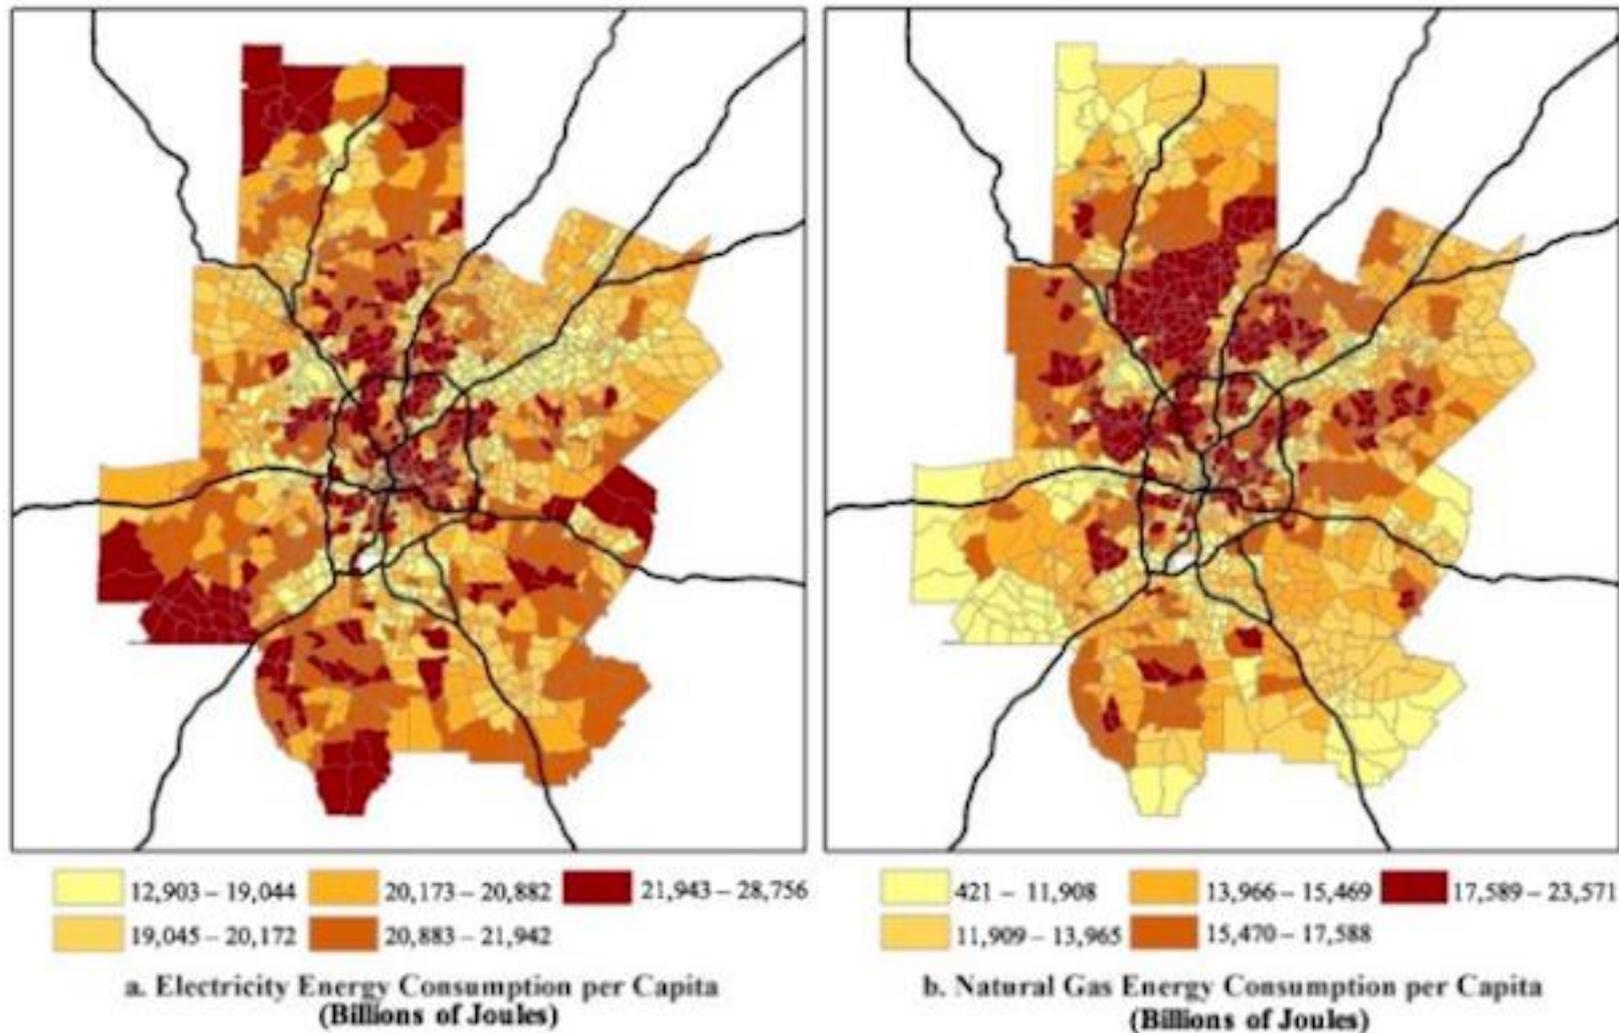 12,903 – 19,044
20,173 – 20,882
21,943 – 28,756
19,045 – 20,172
20,883 – 21,942
a. Electricity Energy Consumption per Capita
(Billions of Joules)
421 – 11,908
13,966 – 15,469
17,589 – 23,571
11,909 – 13,965
15,470 – 17,588
b. Natural Gas Energy Consumption per Capita
(Billions of Joules)